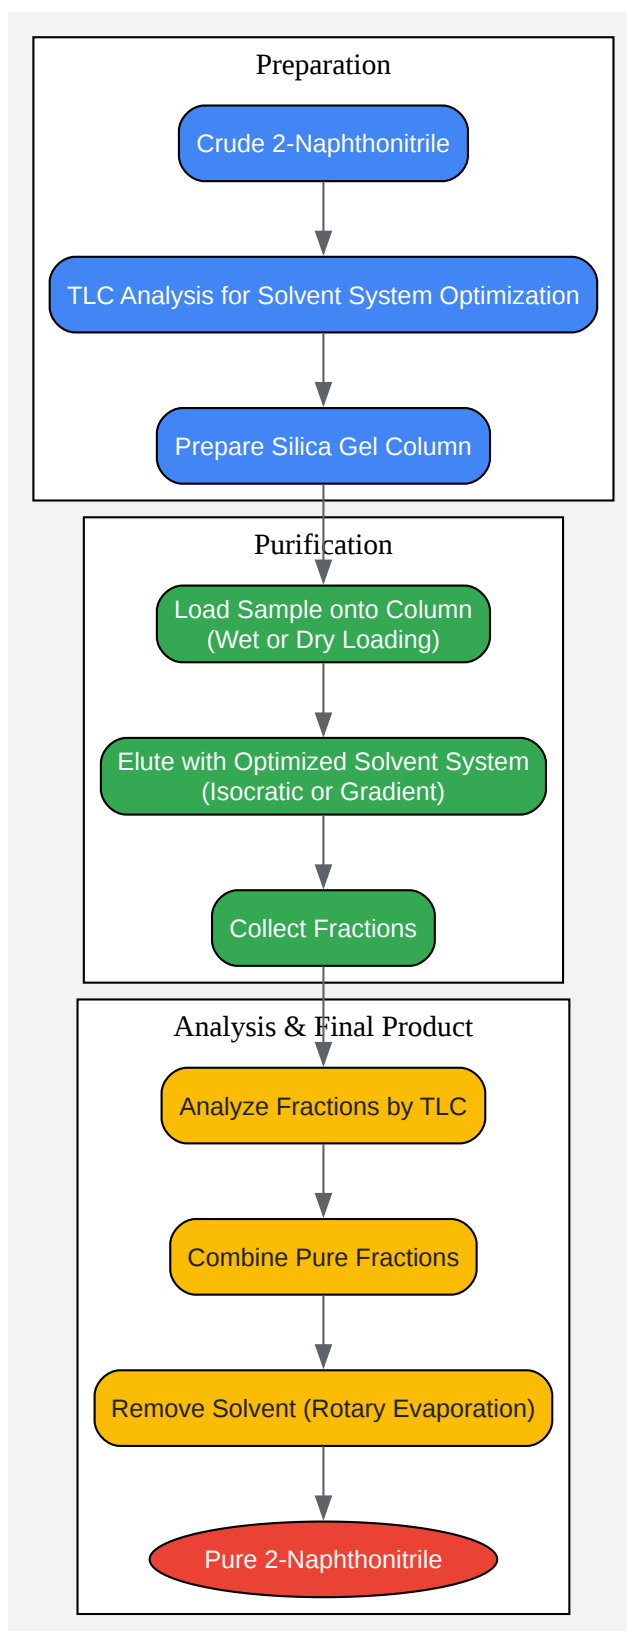 Preparation
Crude 2-Naphthonitrile
TLC Analysis for Solvent System Optimization
Prepare Silica Gel Column
Purification
Load Sample onto Column
(Wet or Dry Loading)
Elute with Optimized Solvent System
(Isocratic or Gradient)
Collect Fractions
Analysis & Final Product
Analyze Fractions by TLC
Combine Pure Fractions
Remove Solvent (Rotary Evaporation)
Pure 2-Naphthonitrile